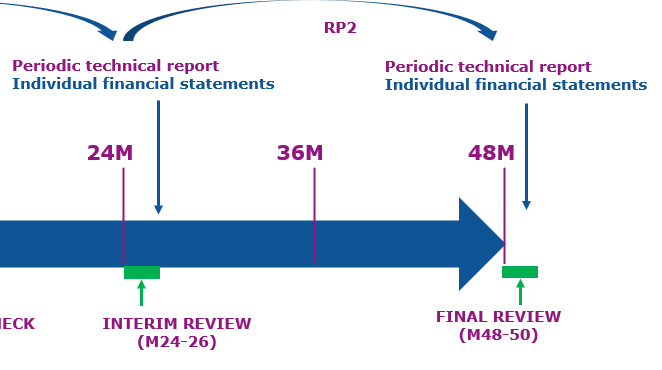 RP2
Periodic technical report
Individual financial statements
Periodic technical report
Individual financial statements
24M
36M
48M
INTERIM REVIEW
(M24-26)
FINAL REVIEW
(M48-50)